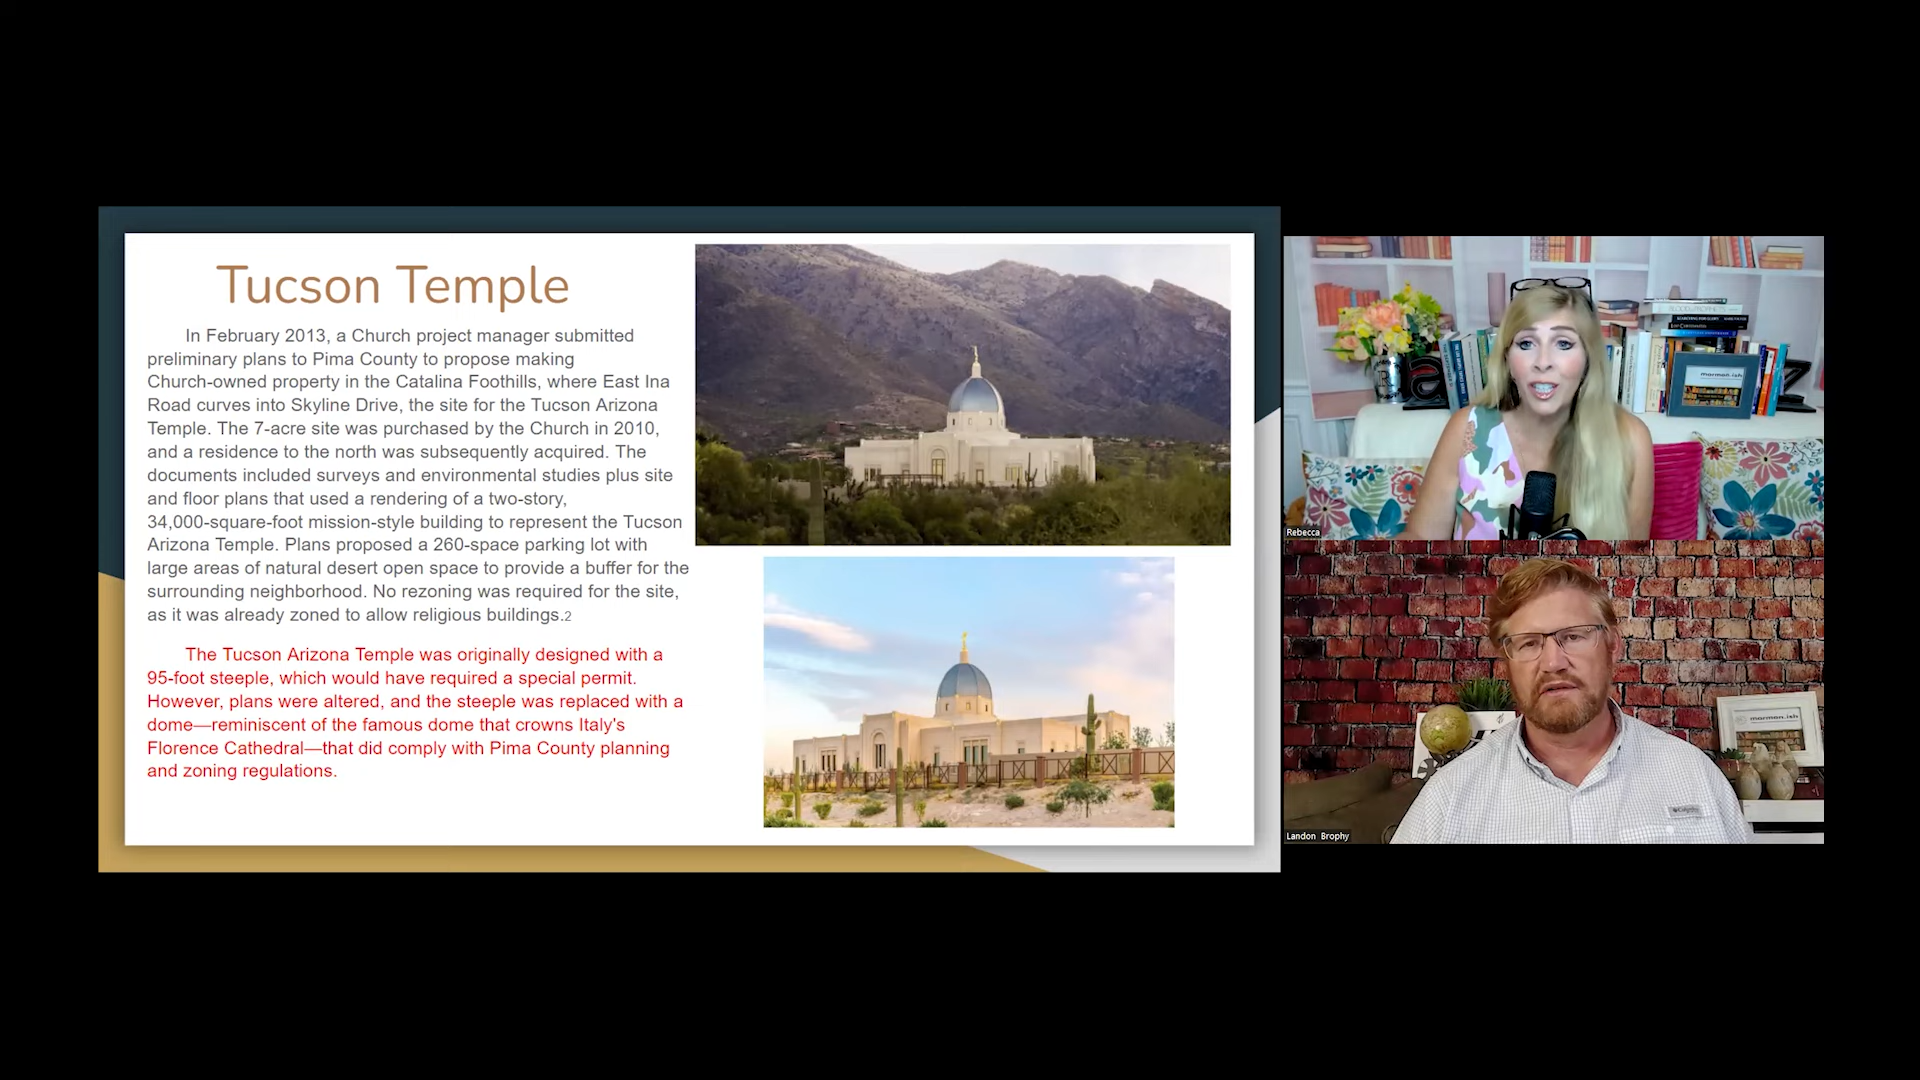 Tucson Temple
In February 2013, a Church project manager submitted
preliminary plans to Pima County to propose making
Church-owned property in the Catalina Foothills, where East Ina
Road curves into Skyline Drive, the site for the Tucson Arizona
Temple. The 7-acre site was purchased by the Church in 2010,
and a residence to the north was subsequently acquired. The
documents included surveys and environmental studies plus site
and floor plans that used a rendering of a two-story,
34,000-square-foot mission-style building to represent the Tucson
Arizona Temple. Plans proposed a 260-space parking lot with
large areas of natural desert open space to provide a buffer for the
surrounding neighborhood. No rezoning was required for the site,
as it was already zoned to allow religious buildings.2
The Tucson Arizona Temple was originally designed with a
95-foot steeple, which would have required a special permit.
However, plans were altered, and the steeple was replaced with a
dome—reminiscent of the famous dome that crowns Italy's
Florence Cathedral—that did comply with Pima County planning
and zoning regulations.
mormon.ish
Rebecca
mormon.ish
Columbia
Landon Brophy